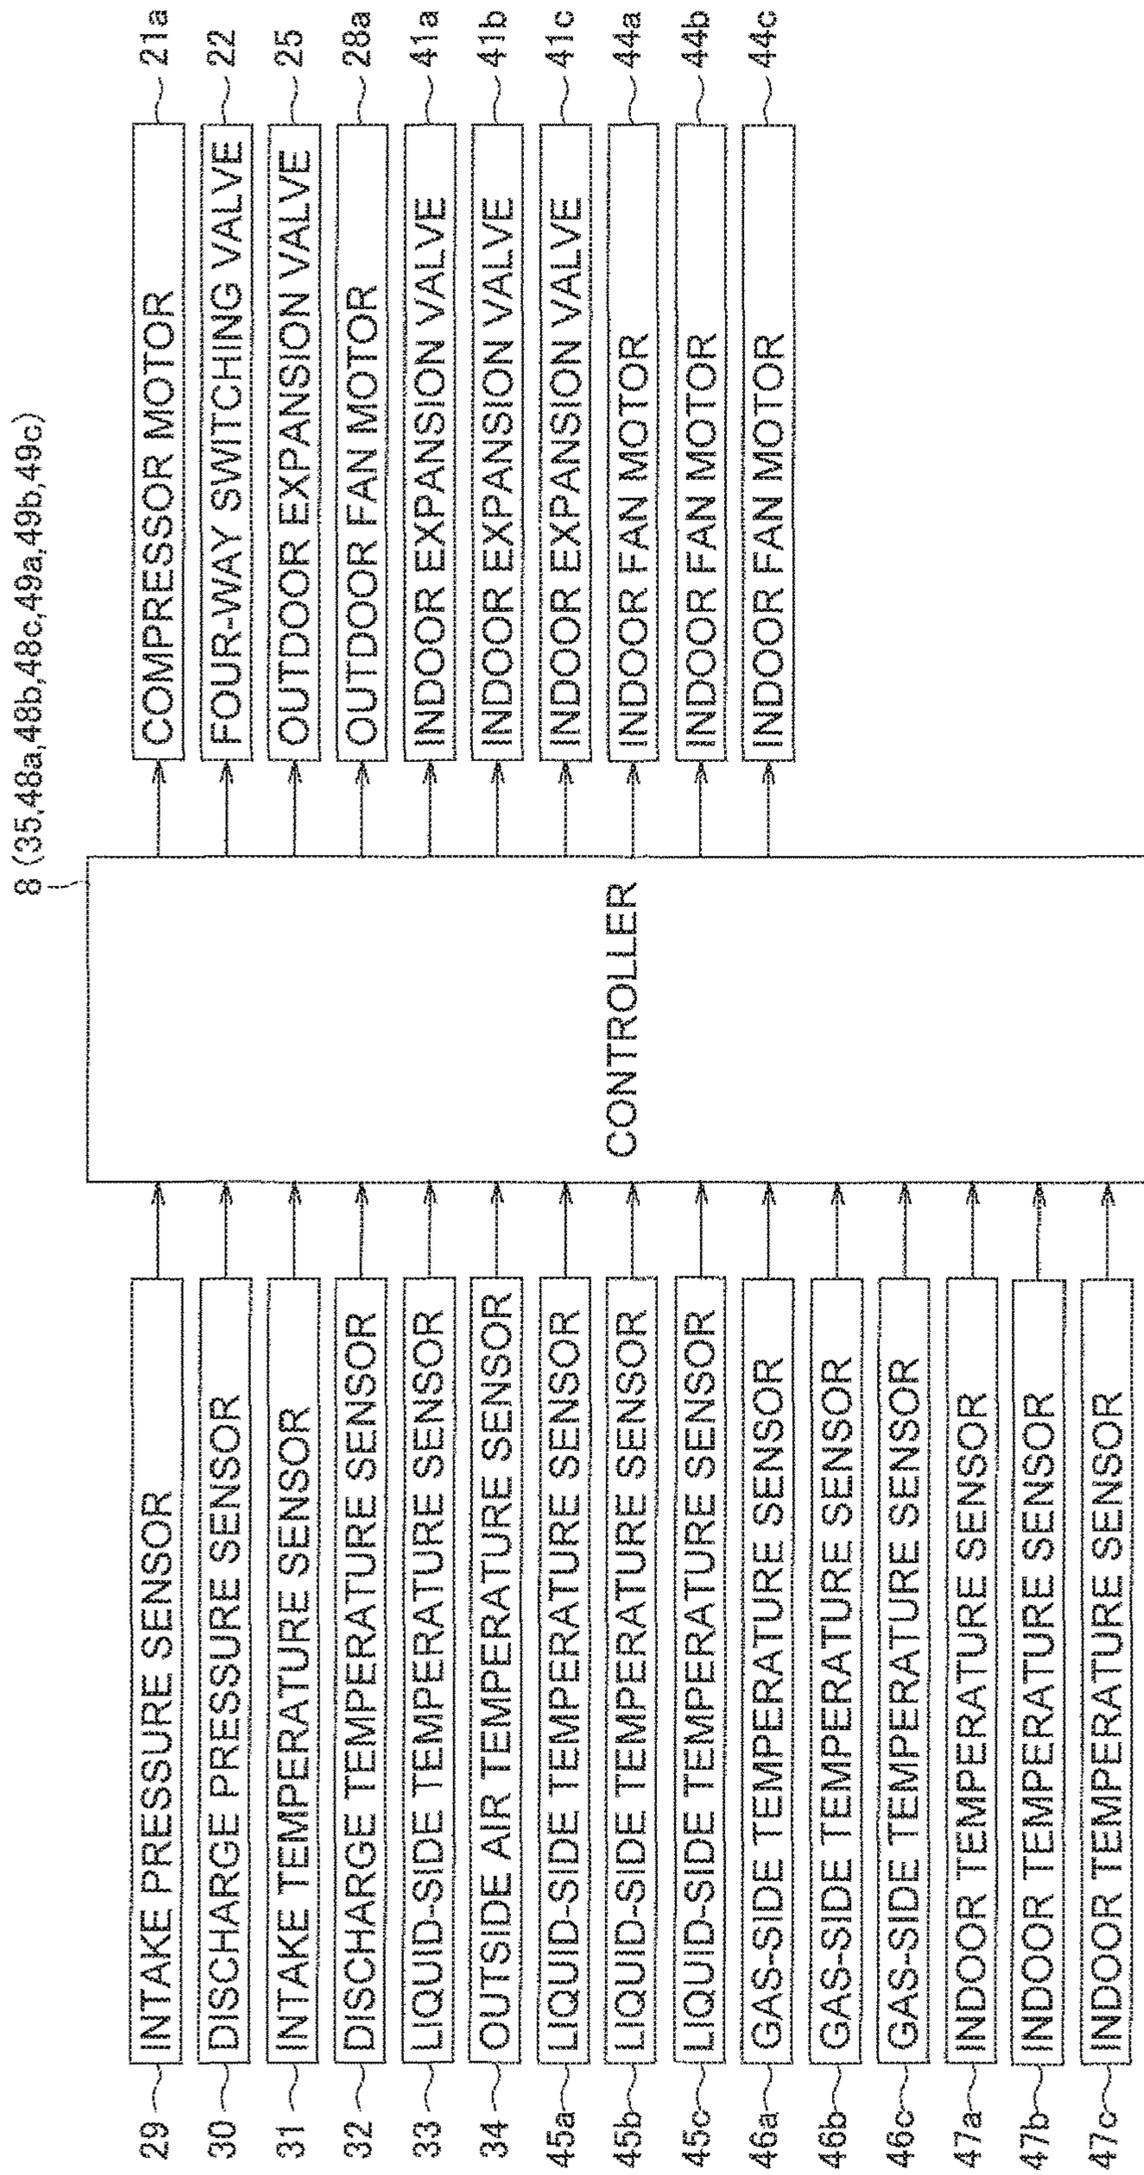 8 (35,48a,48b,48c,49a,49b,49c)
29 INTAKE PRESSURE SENSOR
30 DISCHARGE PRESSURE SENSOR
31 INTAKE TEMPERATURE SENSOR
32 DISCHARGE TEMPERATURE SENSOR
33 LIQUID-SIDE TEMPERATURE SENSOR
34 OUTSIDE AIR TEMPERATURE SENSOR
45a LIQUID-SIDE TEMPERATURE SENSOR
45b LIQUID-SIDE TEMPERATURE SENSOR
45c LIQUID-SIDE TEMPERATURE SENSOR
46a GAS-SIDE TEMPERATURE SENSOR
46b GAS-SIDE TEMPERATURE SENSOR
46c GAS-SIDE TEMPERATURE SENSOR
47a INDOOR TEMPERATURE SENSOR
47b INDOOR TEMPERATURE SENSOR
47c INDOOR TEMPERATURE SENSOR
CONTROLLER
COMPRESSOR MOTOR 21a
FOUR-WAY SWITCHING VALVE 22
OUTDOOR EXPANSION VALVE 25
OUTDOOR FAN MOTOR 28a
INDOOR EXPANSION VALVE 41a
INDOOR EXPANSION VALVE 41b
INDOOR EXPANSION VALVE 41c
INDOOR FAN MOTOR 44a
INDOOR FAN MOTOR 44b
INDOOR FAN MOTOR 44c